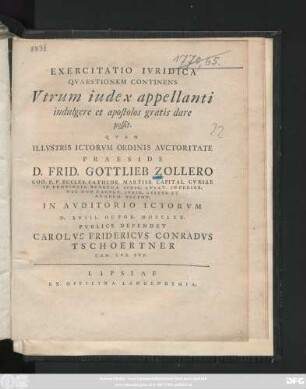 1770,65.
22
EXERCITATIO IVRIDICA
QVAESTIONEM CONTINENS
Vtrum iudex appellanti
indulgere et apostolos gratis dare
possit.
QVAM
ILLVSTRIS ICTORVM ORDINIS AVCTORITATE
PRAESIDE
D. FRID. GOTTLIEB ZOLLERO
IN AVDITORIO ICTORVM
D. XVIII. OCTOB. MDCCLXX.
PVBLICE DEFENDET
CAROLVS FRIDERICVS CONRADVS
TSCHOERTNER
LIPSIAE
EX OFFICINA LANGENHEMIA.